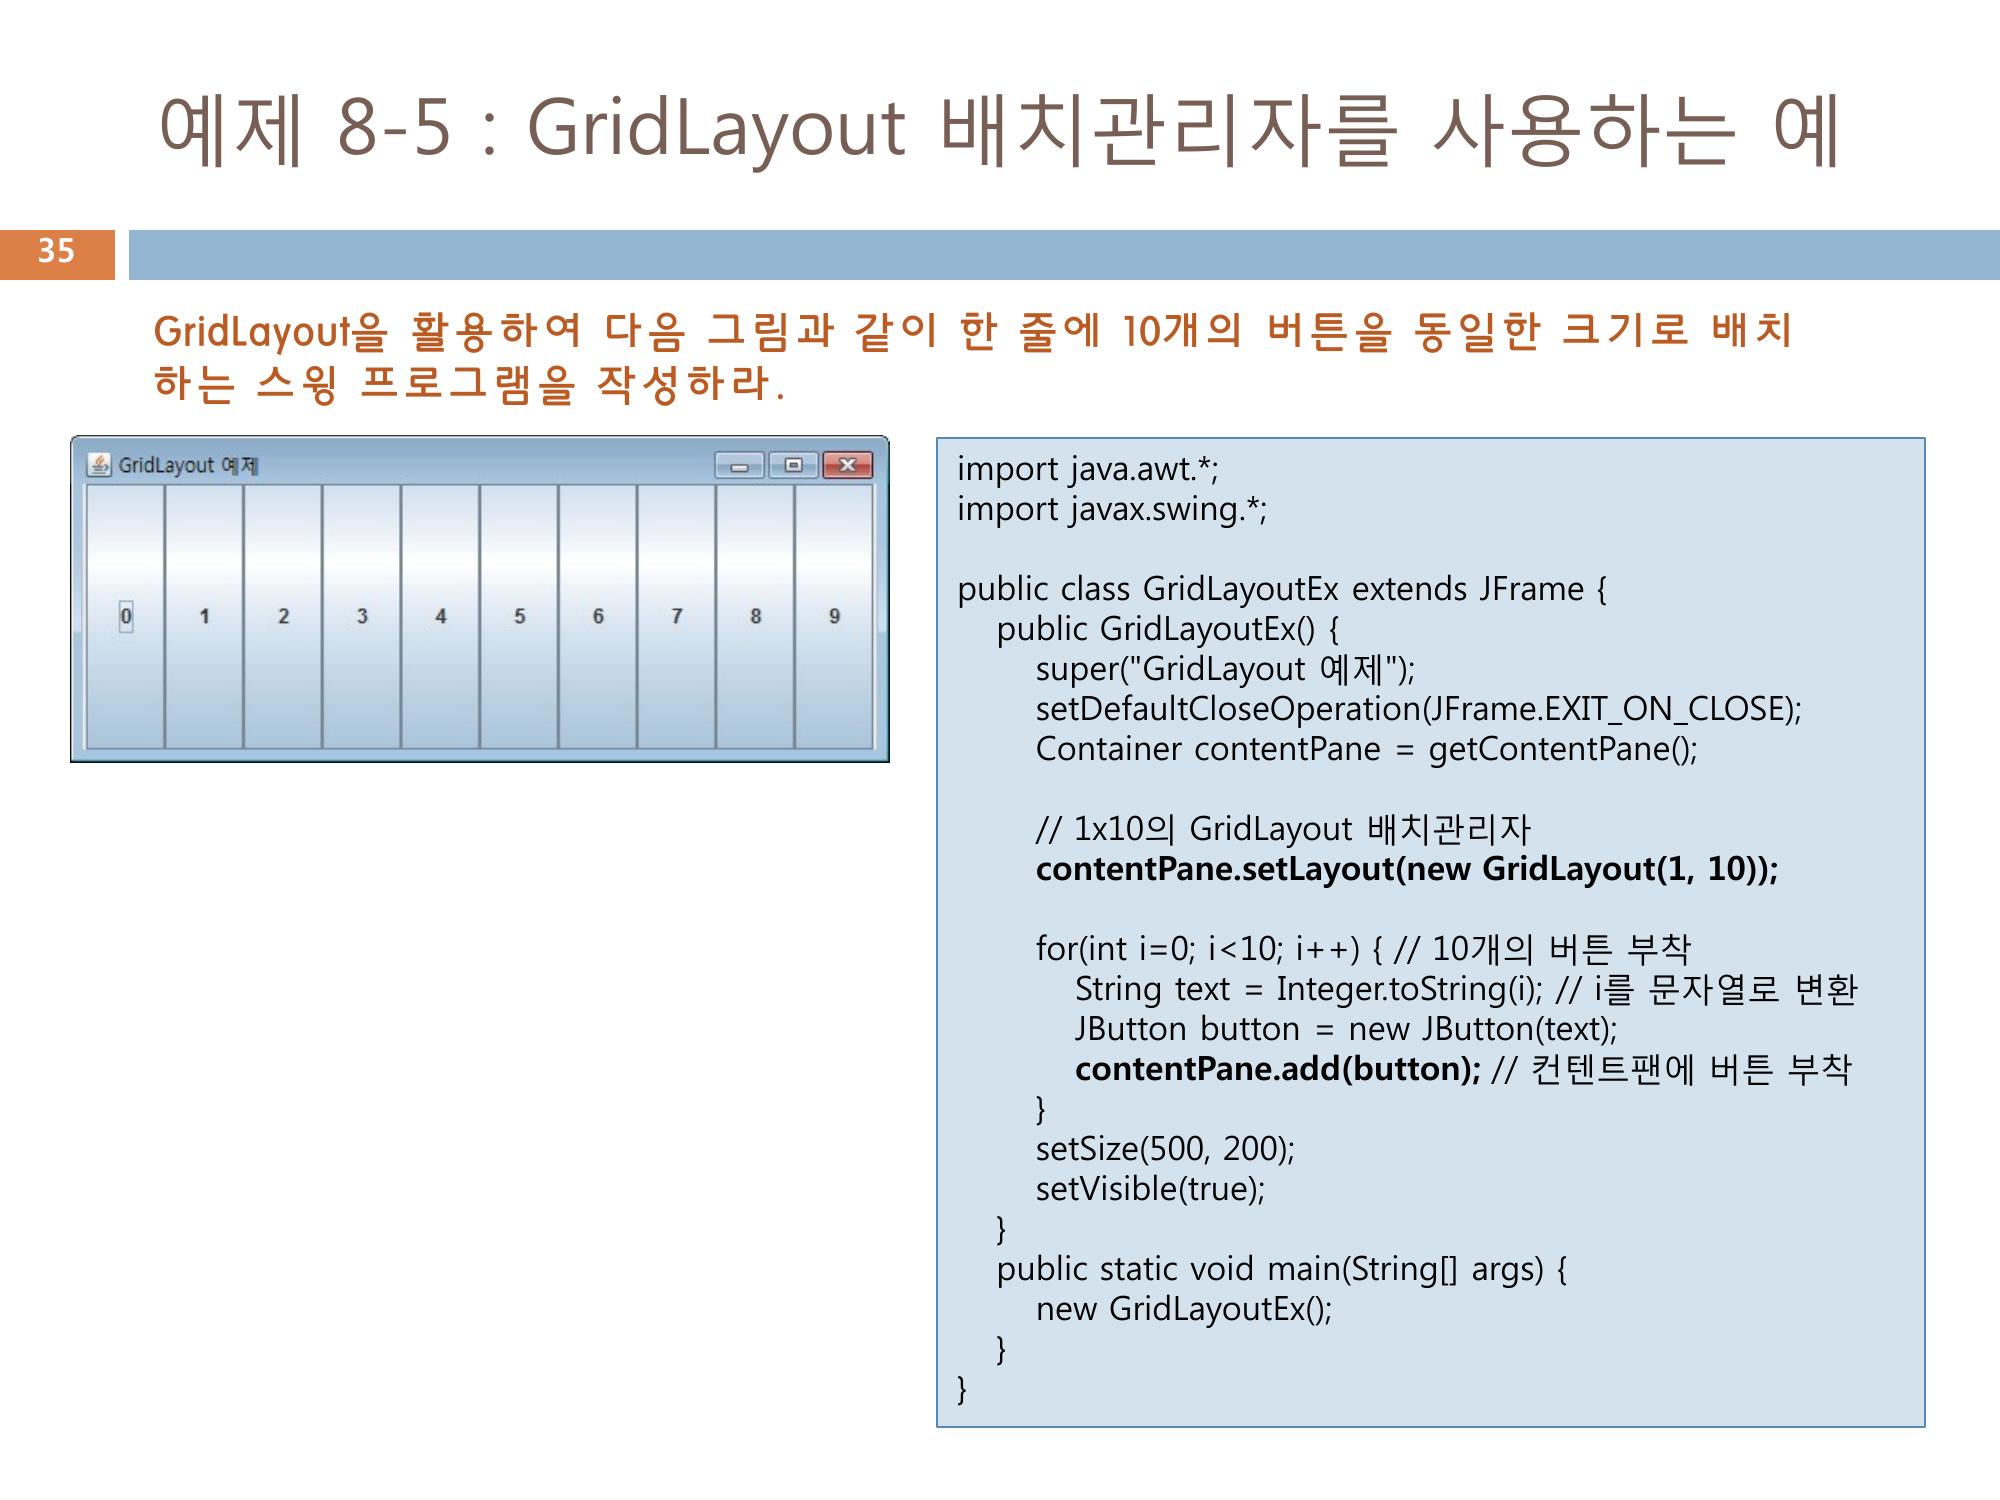 예제 8-5 : GridLayout 배치관리자를 사용하는 예
35
GridLayout을 활용하여 다음 그림과 같이 한 줄에 10개의 버튼을 동일한 크기로 배치
하는 스윙 프로그램을 작성하라.
GridLayout 예제
0 1 2 3 4 5 6 7 8 9
import java.awt.*;
import javax.swing.*;
public class GridLayoutEx extends JFrame {
public GridLayoutEx() {
super("GridLayout 예제");
setDefaultCloseOperation(JFrame.EXIT_ON_CLOSE);
Container contentPane = getContentPane();
// 1x10의 GridLayout 배치관리자
contentPane.setLayout(new GridLayout(1, 10));
for(int i=0; i<10; i++) { // 10개의 버튼 부착
String text = Integer.toString(i); // i를 문자열로 변환
JButton button = new JButton(text);
contentPane.add(button); // 컨텐트팬에 버튼 부착
}
setSize(500, 200);
setVisible(true);
}
public static void main(String[] args) {
new GridLayoutEx();
}
}